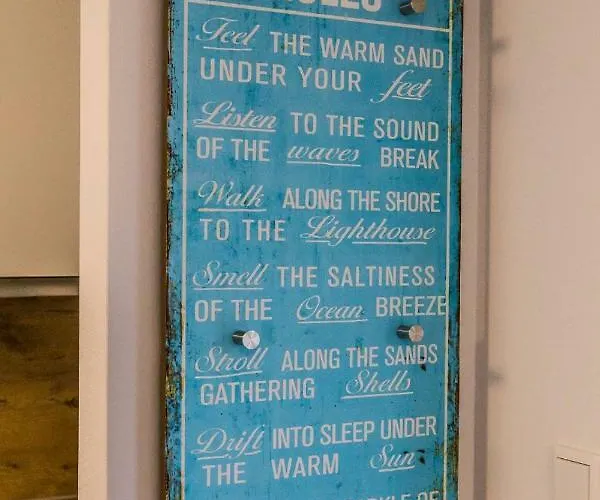 Feel THE WARM SAND
UNDER YOUR feet
Listen TO THE SOUND
OF THE waves BREAK
Walk ALONG THE SHORE
TO THE Lighthouse
Smell THE SALTINESS
OF THE Ocean BREEZE
Stroll ALONG THE SANDS
GATHERING Shells
Drift INTO SLEEP UNDER
THE WARM Sun
OF